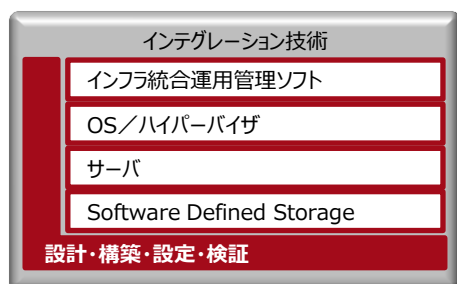 インテグレーション技術
インフラ統合運用管理ソフト
OS／ハイパーバイザ
サーバ
Software Defined Storage
設計・構築・設定・検証